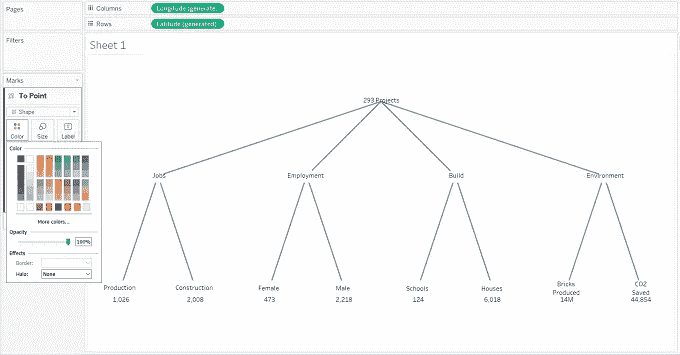 Pages
Columns
Longitude (generate.
Rows
Latitude (generated)
Filters
Sheet 1
Marks
To Point
Shape
Color
Size
Label
Color
More colors...
Opacity
100%
Effects
Border:
Halo:
None
293 Projects
Jobs
Employment
Build
Environment
Production
Construction
Female
Male
Schools
Houses
Bricks
Produced
CO2
Saved
1,026
2,008
473
2,218
124
6,018
14M
44,854